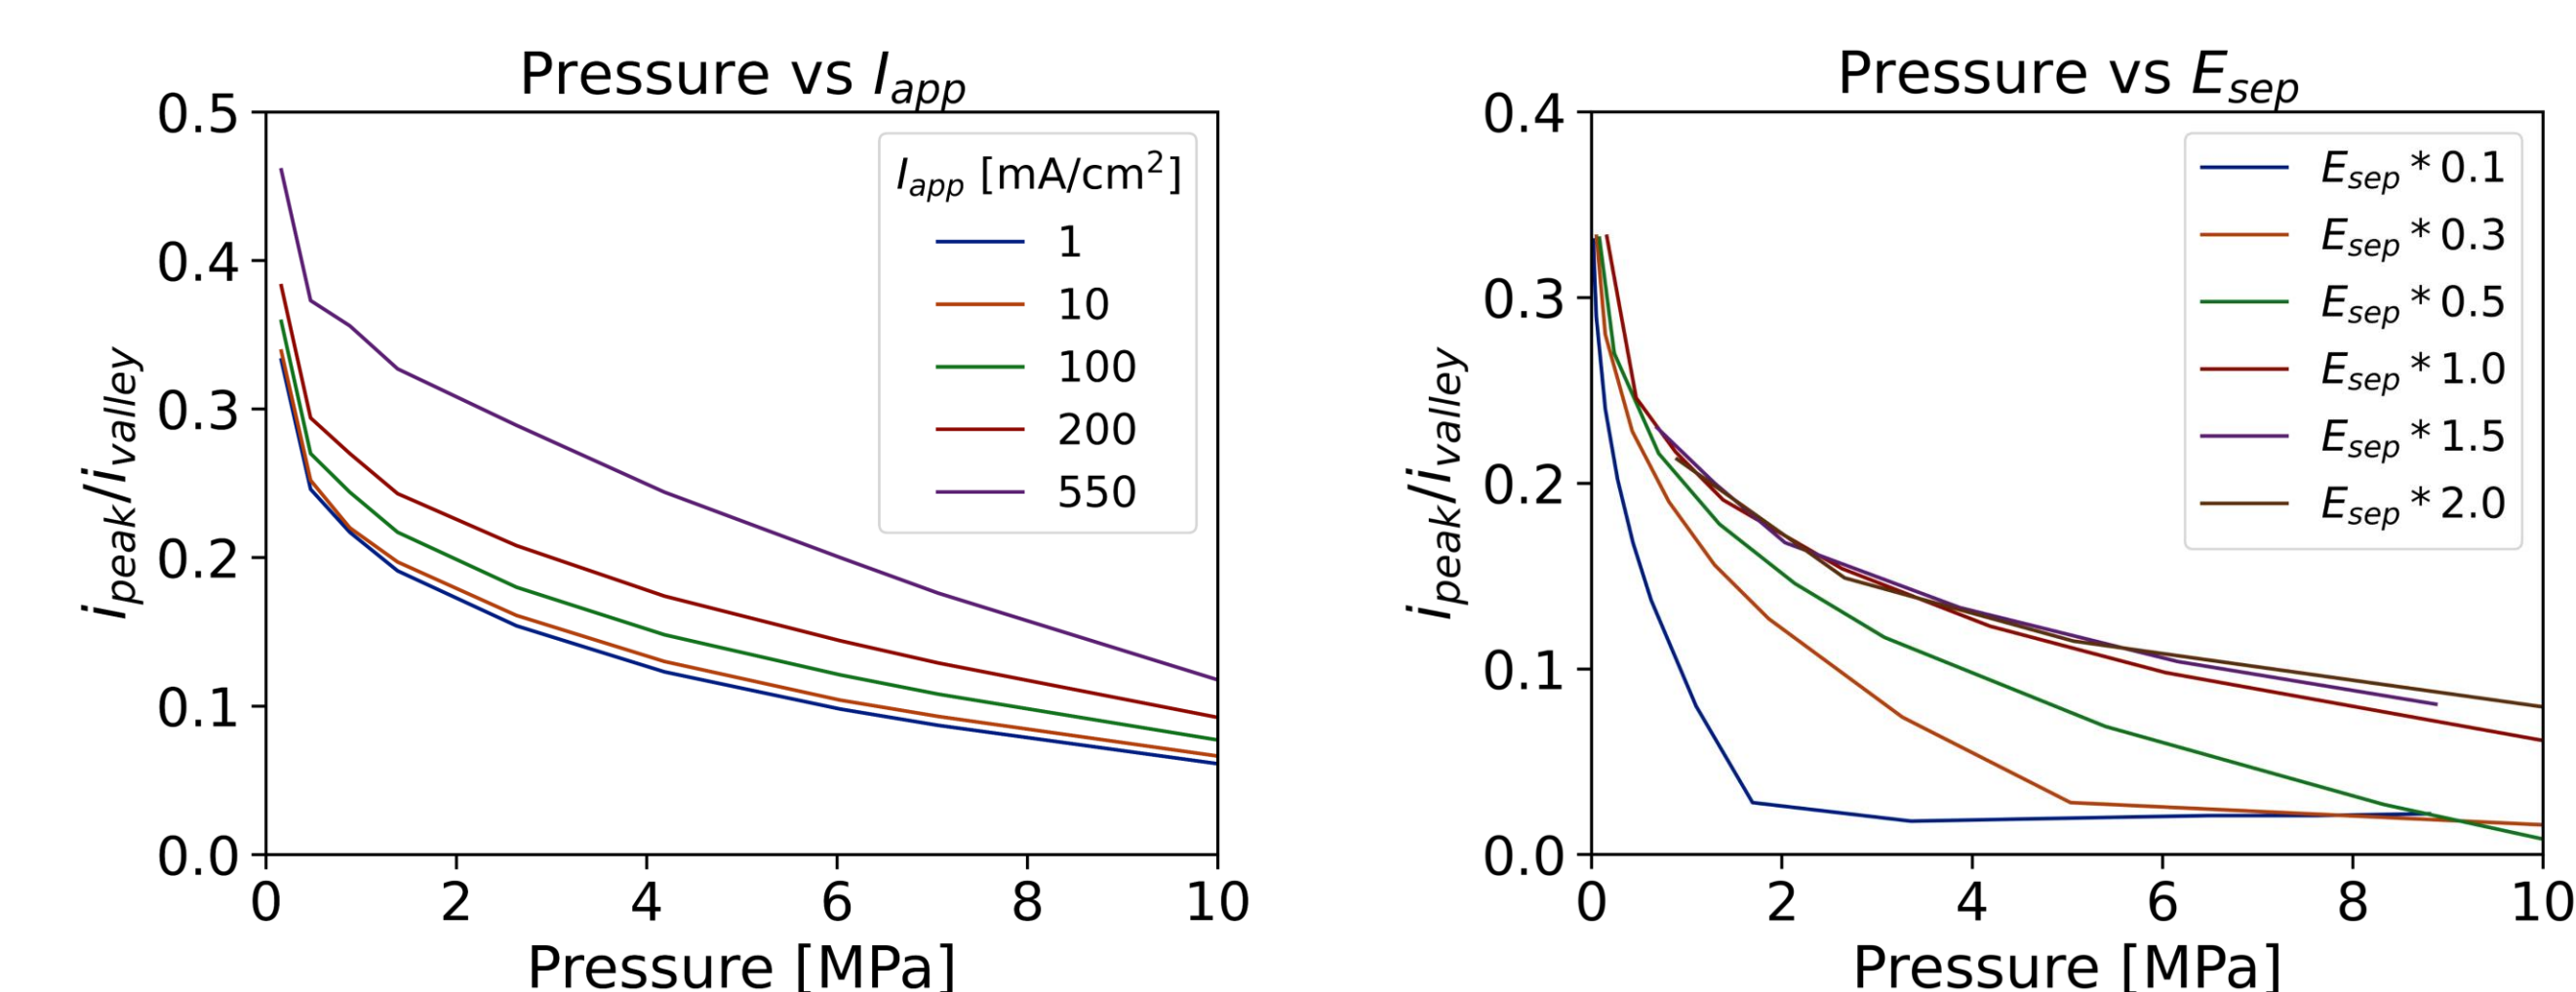 Pressure vs I_app
0.5
0.4
0.3
0.2
0.1
0.0
i_peak/i_valley
I_app [mA/cm²]
1
10
100
200
550
0 2 4 6 8 10
Pressure [MPa]
Pressure vs E_sep
0.4
0.3
0.2
0.1
0.0
i_peak/i_valley
E_sep * 0.1
E_sep * 0.3
E_sep * 0.5
E_sep * 1.0
E_sep * 1.5
E_sep * 2.0
0 2 4 6 8 10
Pressure [MPa]